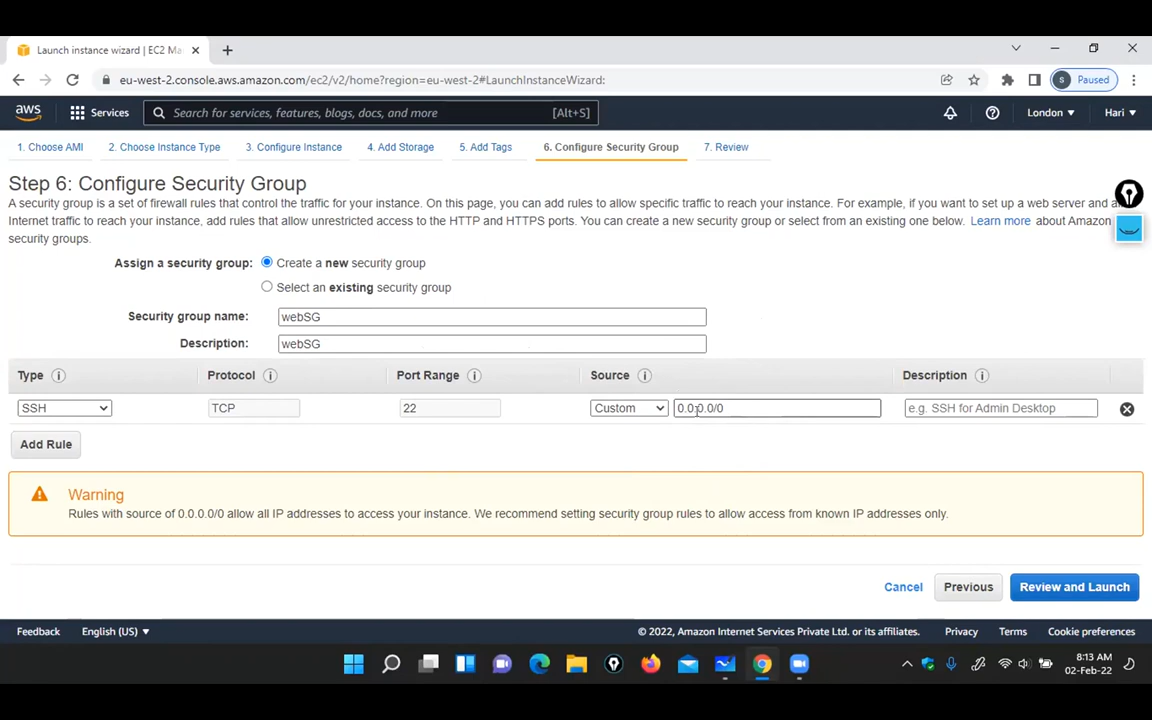 Launch instance wizard | EC2 Ma
eu-west-2.console.aws.amazon.com/ec2/v2/home?region=eu-west-2#LaunchInstanceWizard:
S Paused
aws Services Search for services, features, blogs, docs, and more [Alt+S] London Hari
1. Choose AMI 2. Choose Instance Type 3. Configure Instance 4. Add Storage 5. Add Tags 6. Configure Security Group 7. Review
Step 6: Configure Security Group
A security group is a set of firewall rules that control the traffic for your instance. On this page, you can add rules to allow specific traffic to reach your instance. For example, if you want to set up a web server and a
Internet traffic to reach your instance, add rules that allow unrestricted access to the HTTP and HTTPS ports. You can create a new security group or select from an existing one below. Learn more about Amazon
security groups.
Assign a security group: Create a new security group
Select an existing security group
Security group name: webSG
Description: webSG
Type Protocol Port Range Source Description
SSH TCP 22 Custom 0.0.0.0/0 e.g. SSH for Admin Desktop
Add Rule
Warning
Rules with source of 0.0.0.0/0 allow all IP addresses to access your instance. We recommend setting security group rules to allow access from known IP addresses only.
Cancel Previous Review and Launch
Feedback English (US) © 2022, Amazon Internet Services Private Ltd. or its affiliates. Privacy Terms Cookie preferences
8:13 AM
02-Feb-22